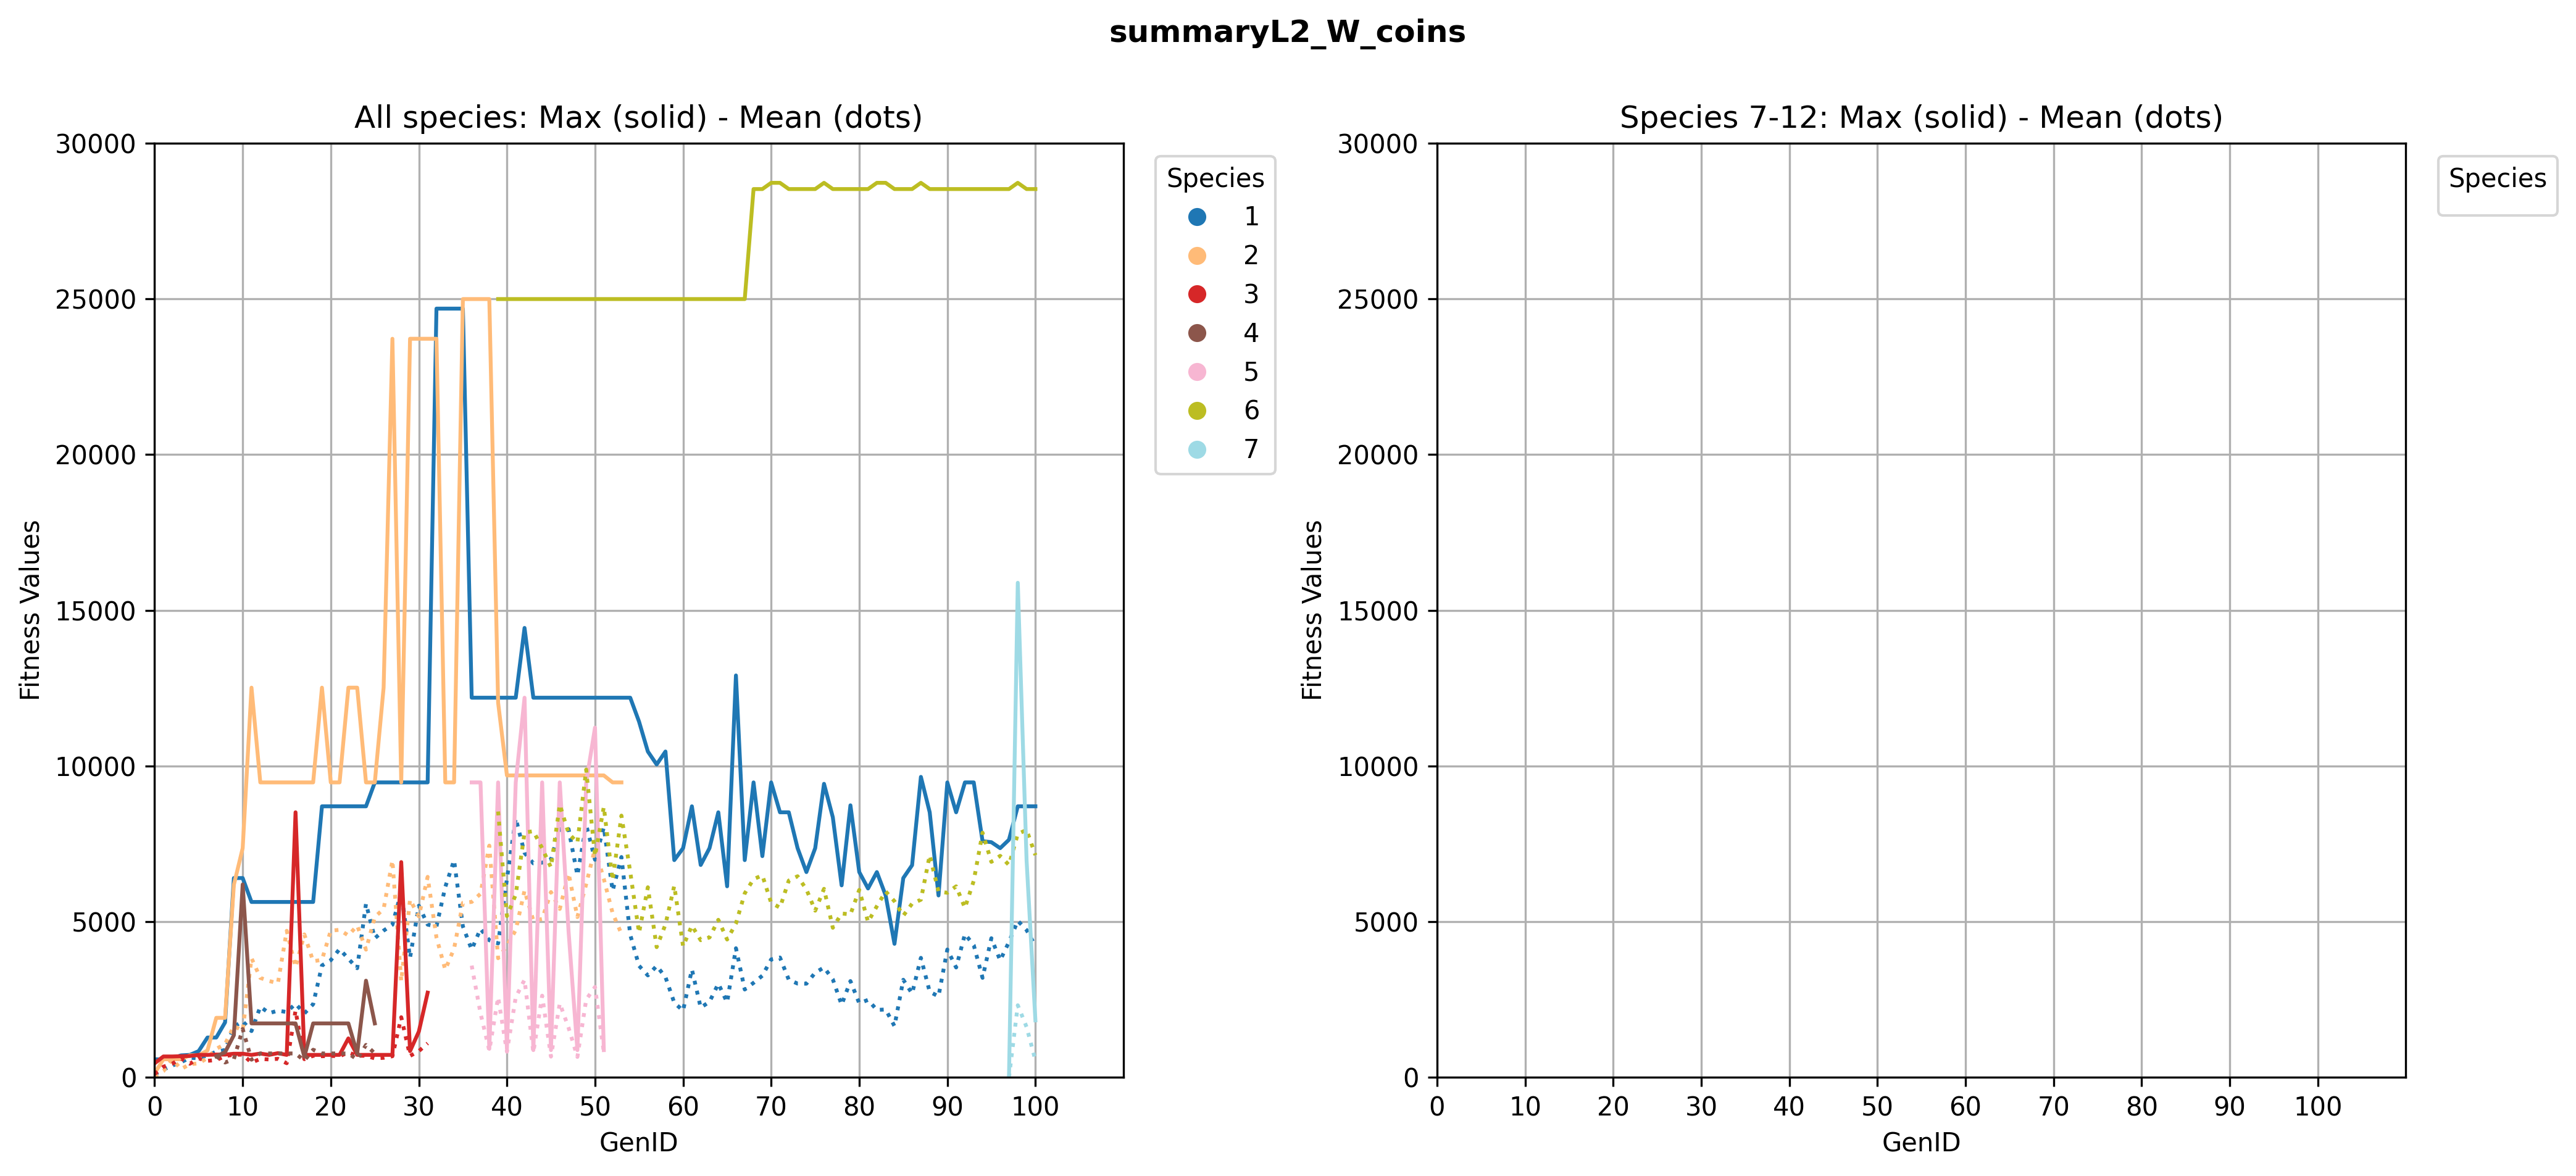 summaryL2_W_coins
All species: Max (solid) - Mean (dots)
30000
25000
20000
15000
10000
5000
0
Fitness Values
0 10 20 30 40 50 60 70 80 90 100
GenID
Species
1
2
3
4
5
6
7
Species 7-12: Max (solid) - Mean (dots)
30000
25000
20000
15000
10000
5000
0
Fitness Values
0 10 20 30 40 50 60 70 80 90 100
GenID
Species